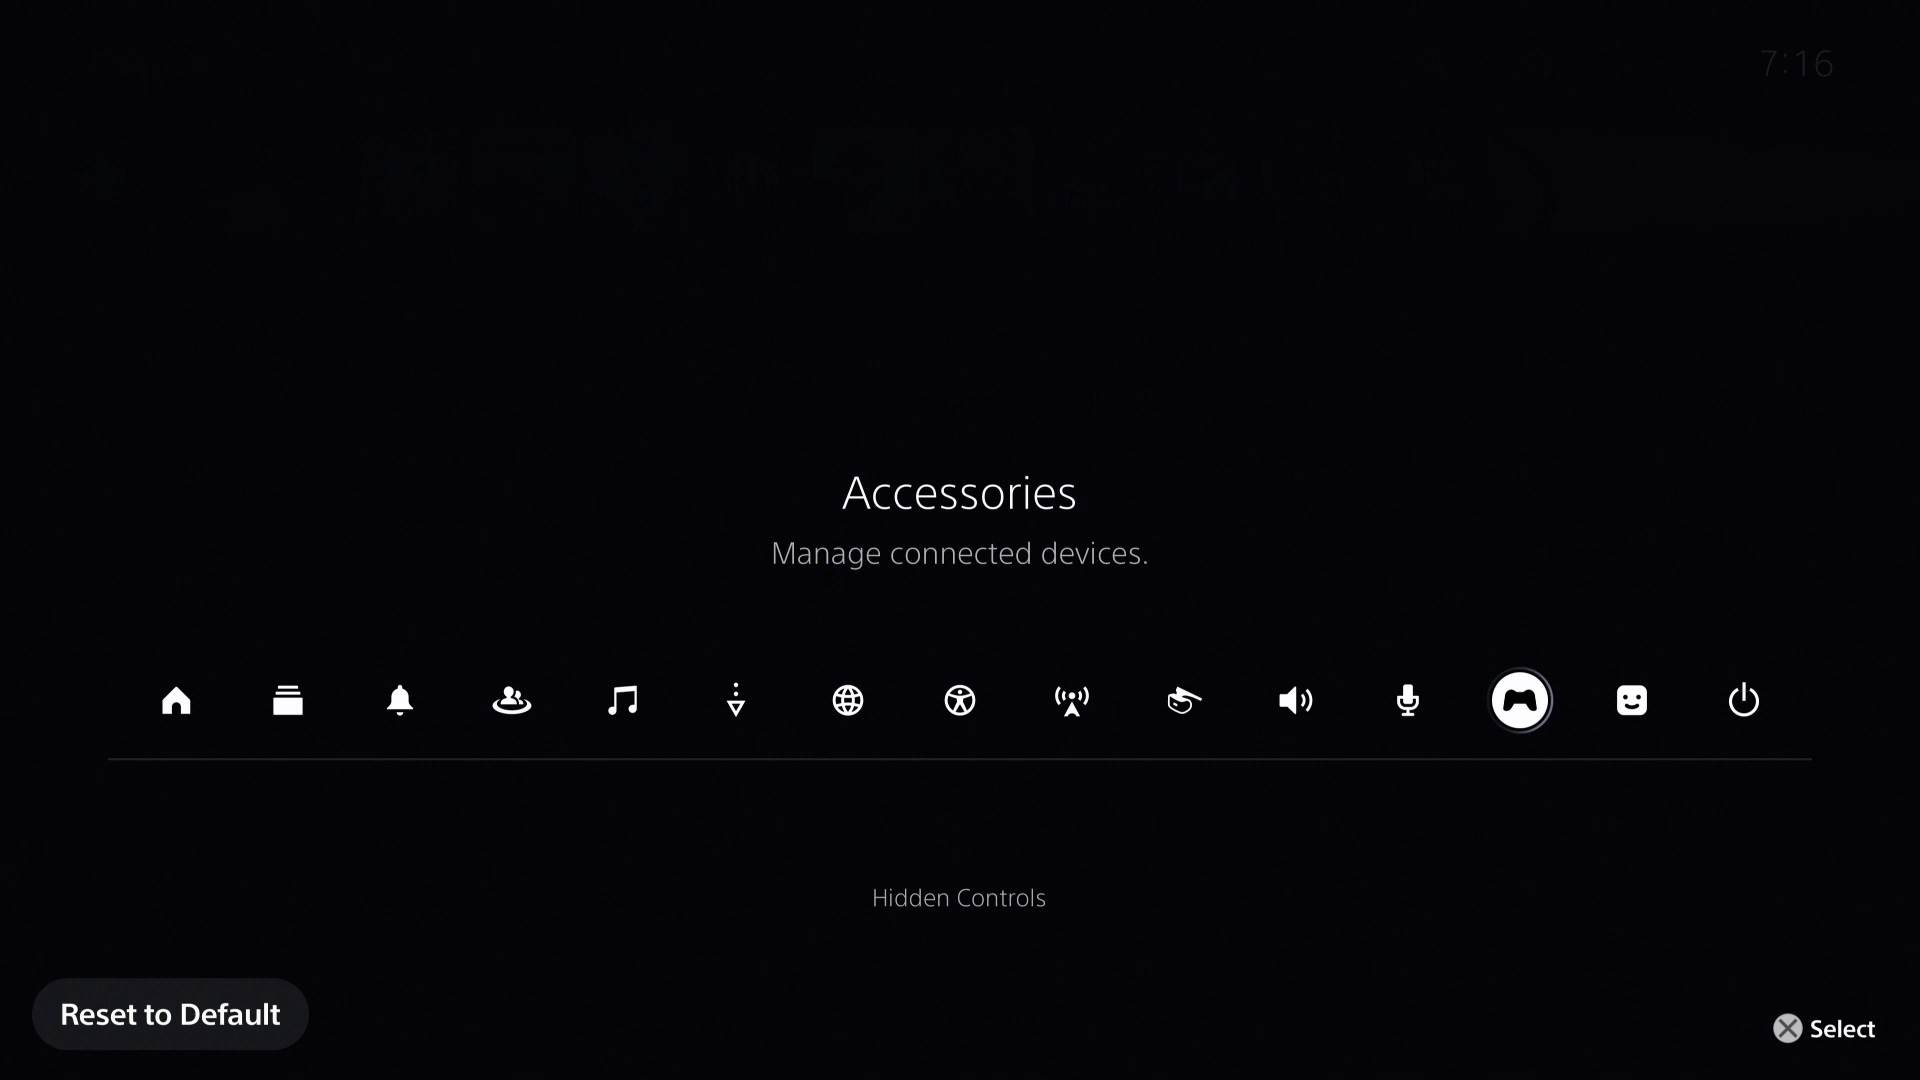 7:16
Accessories
Manage connected devices.
Hidden Controls
Reset to Default
Select